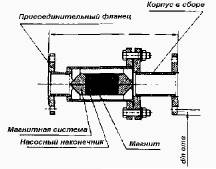 Корпус в сборе
Присоединительный фланец
Магнитная система
Насосный наконечник
Магнит